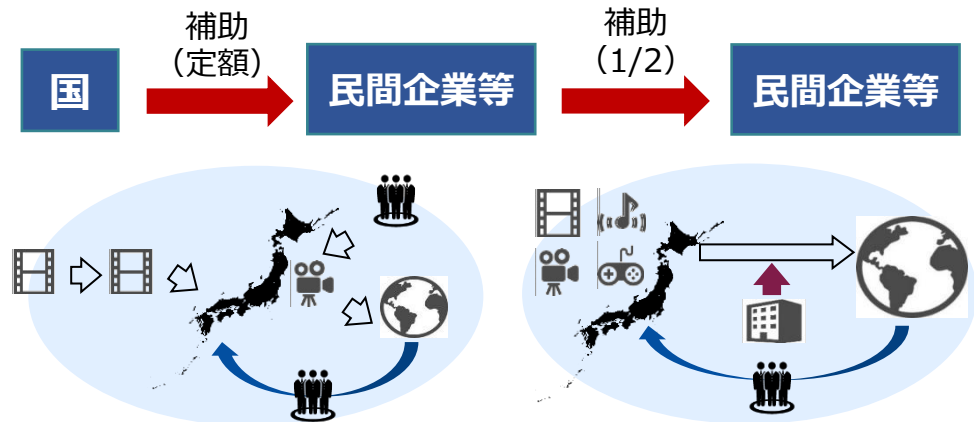 補助
（定額）
補助
（1/2）
国
民間企業等
民間企業等